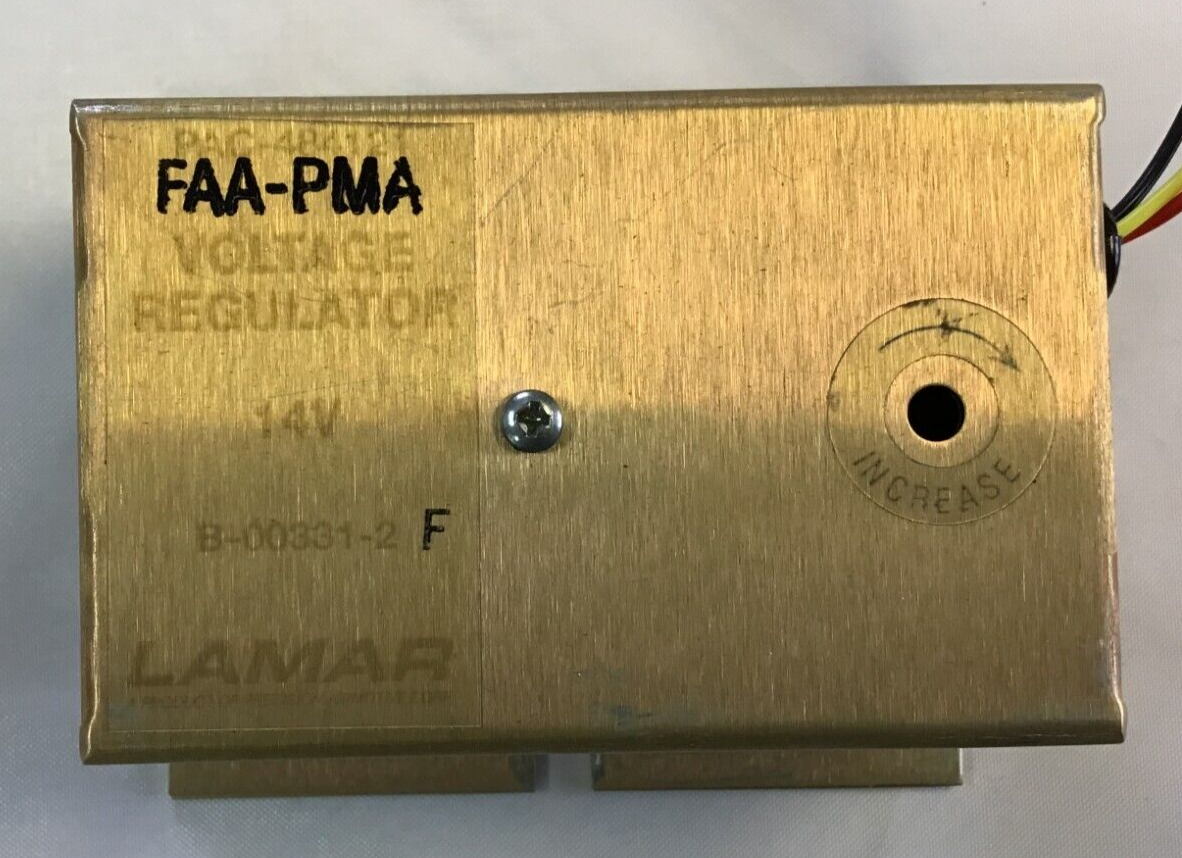 FAA-PMA
VOLTAGE
REGULATOR
14V
B-00331-2 F
LAMAR
INCREASE